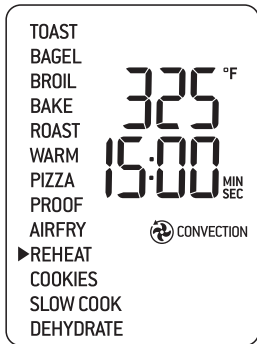 TOAST
BAGEL
BROIL
BAKE
ROAST
WARM
PIZZA
PROOF
AIRFRY
▶REHEAT
COOKIES
SLOW COOK
DEHYDRATE
325 °F
15:00 MIN SEC
CONVECTION